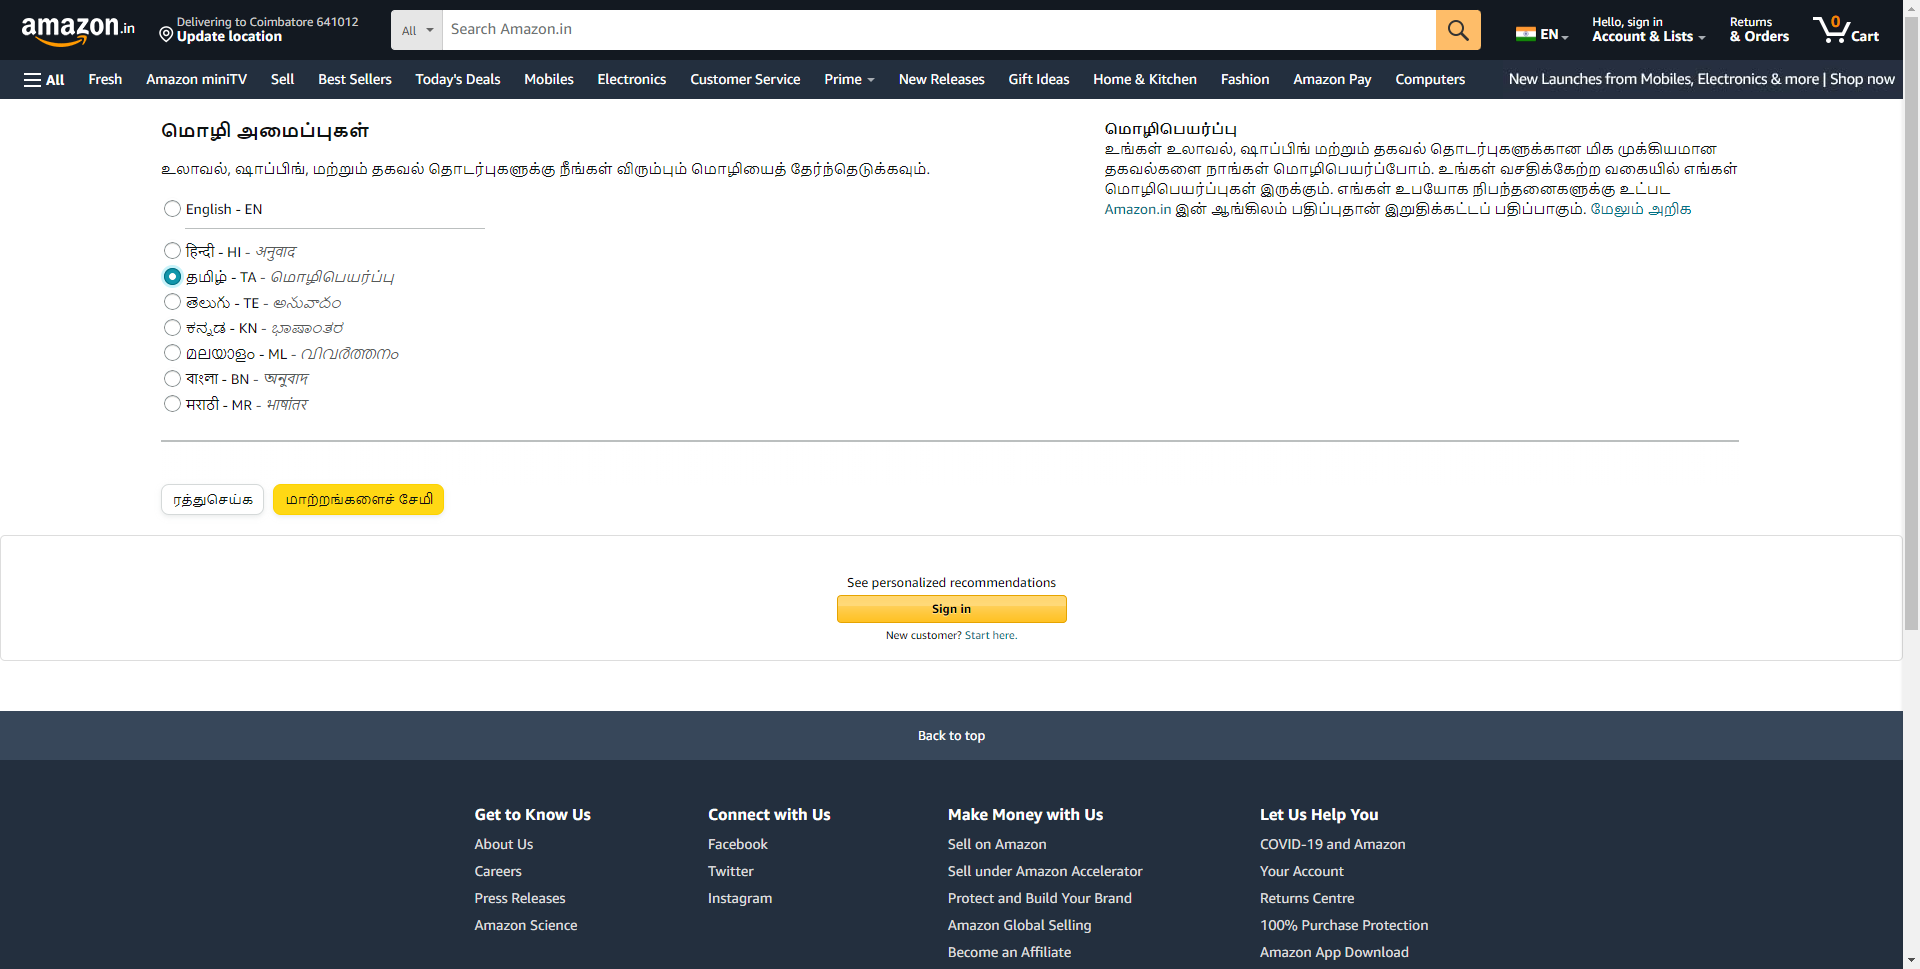 amazon.in
Delivering to Coimbatore 641012
Update location
All
Search Amazon.in
EN
Hello, sign in
Account & Lists
Returns
& Orders
0
Cart
All
Fresh
Amazon miniTV
Sell
Best Sellers
Today's Deals
Mobiles
Electronics
Customer Service
Prime
New Releases
Gift Ideas
Home & Kitchen
Fashion
Amazon Pay
Computers
New Launches from Mobiles, Electronics & more | Shop now
மொழி அமைப்புகள்
உலாவல், ஷாப்பிங், மற்றும் தகவல் தொடர்புகளுக்கு நீங்கள் விரும்பும் மொழியைத் தேர்ந்தெடுக்கவும்.
English - EN
हिन्दी - HI - अनुवाद
தமிழ் - TA - மொழிபெயர்ப்பு
తెలుగు - TE - అనువాదం
ಕನ್ನಡ - KN - ಭಾಷಾಂತರ
മലയാളം - ML - വിവർത്തനം
বাংলা - BN - অনুবাদ
मराठी - MR - भाषांतर
மொழிபெயர்ப்பு
உங்கள் உலாவல், ஷாப்பிங் மற்றும் தகவல் தொடர்புகளுக்கான மிக முக்கியமான
தகவல்களை நாங்கள் மொழிபெயர்ப்போம். உங்கள் வசதிக்கேற்ற வகையில் எங்கள்
மொழிபெயர்ப்புகள் இருக்கும். எங்கள் உபயோக நிபந்தனைகளுக்கு உட்பட
Amazon.in இன் ஆங்கிலம் பதிப்புதான் இறுதிக்கட்டப் பதிப்பாகும். மேலும் அறிக
ரத்துசெய்க
மாற்றங்களைச் சேமி
See personalized recommendations
Sign in
New customer? Start here.
Back to top
Get to Know Us
About Us
Careers
Press Releases
Amazon Science
Connect with Us
Facebook
Twitter
Instagram
Make Money with Us
Sell on Amazon
Sell under Amazon Accelerator
Protect and Build Your Brand
Amazon Global Selling
Become an Affiliate
Let Us Help You
COVID-19 and Amazon
Your Account
Returns Centre
100% Purchase Protection
Amazon App Download